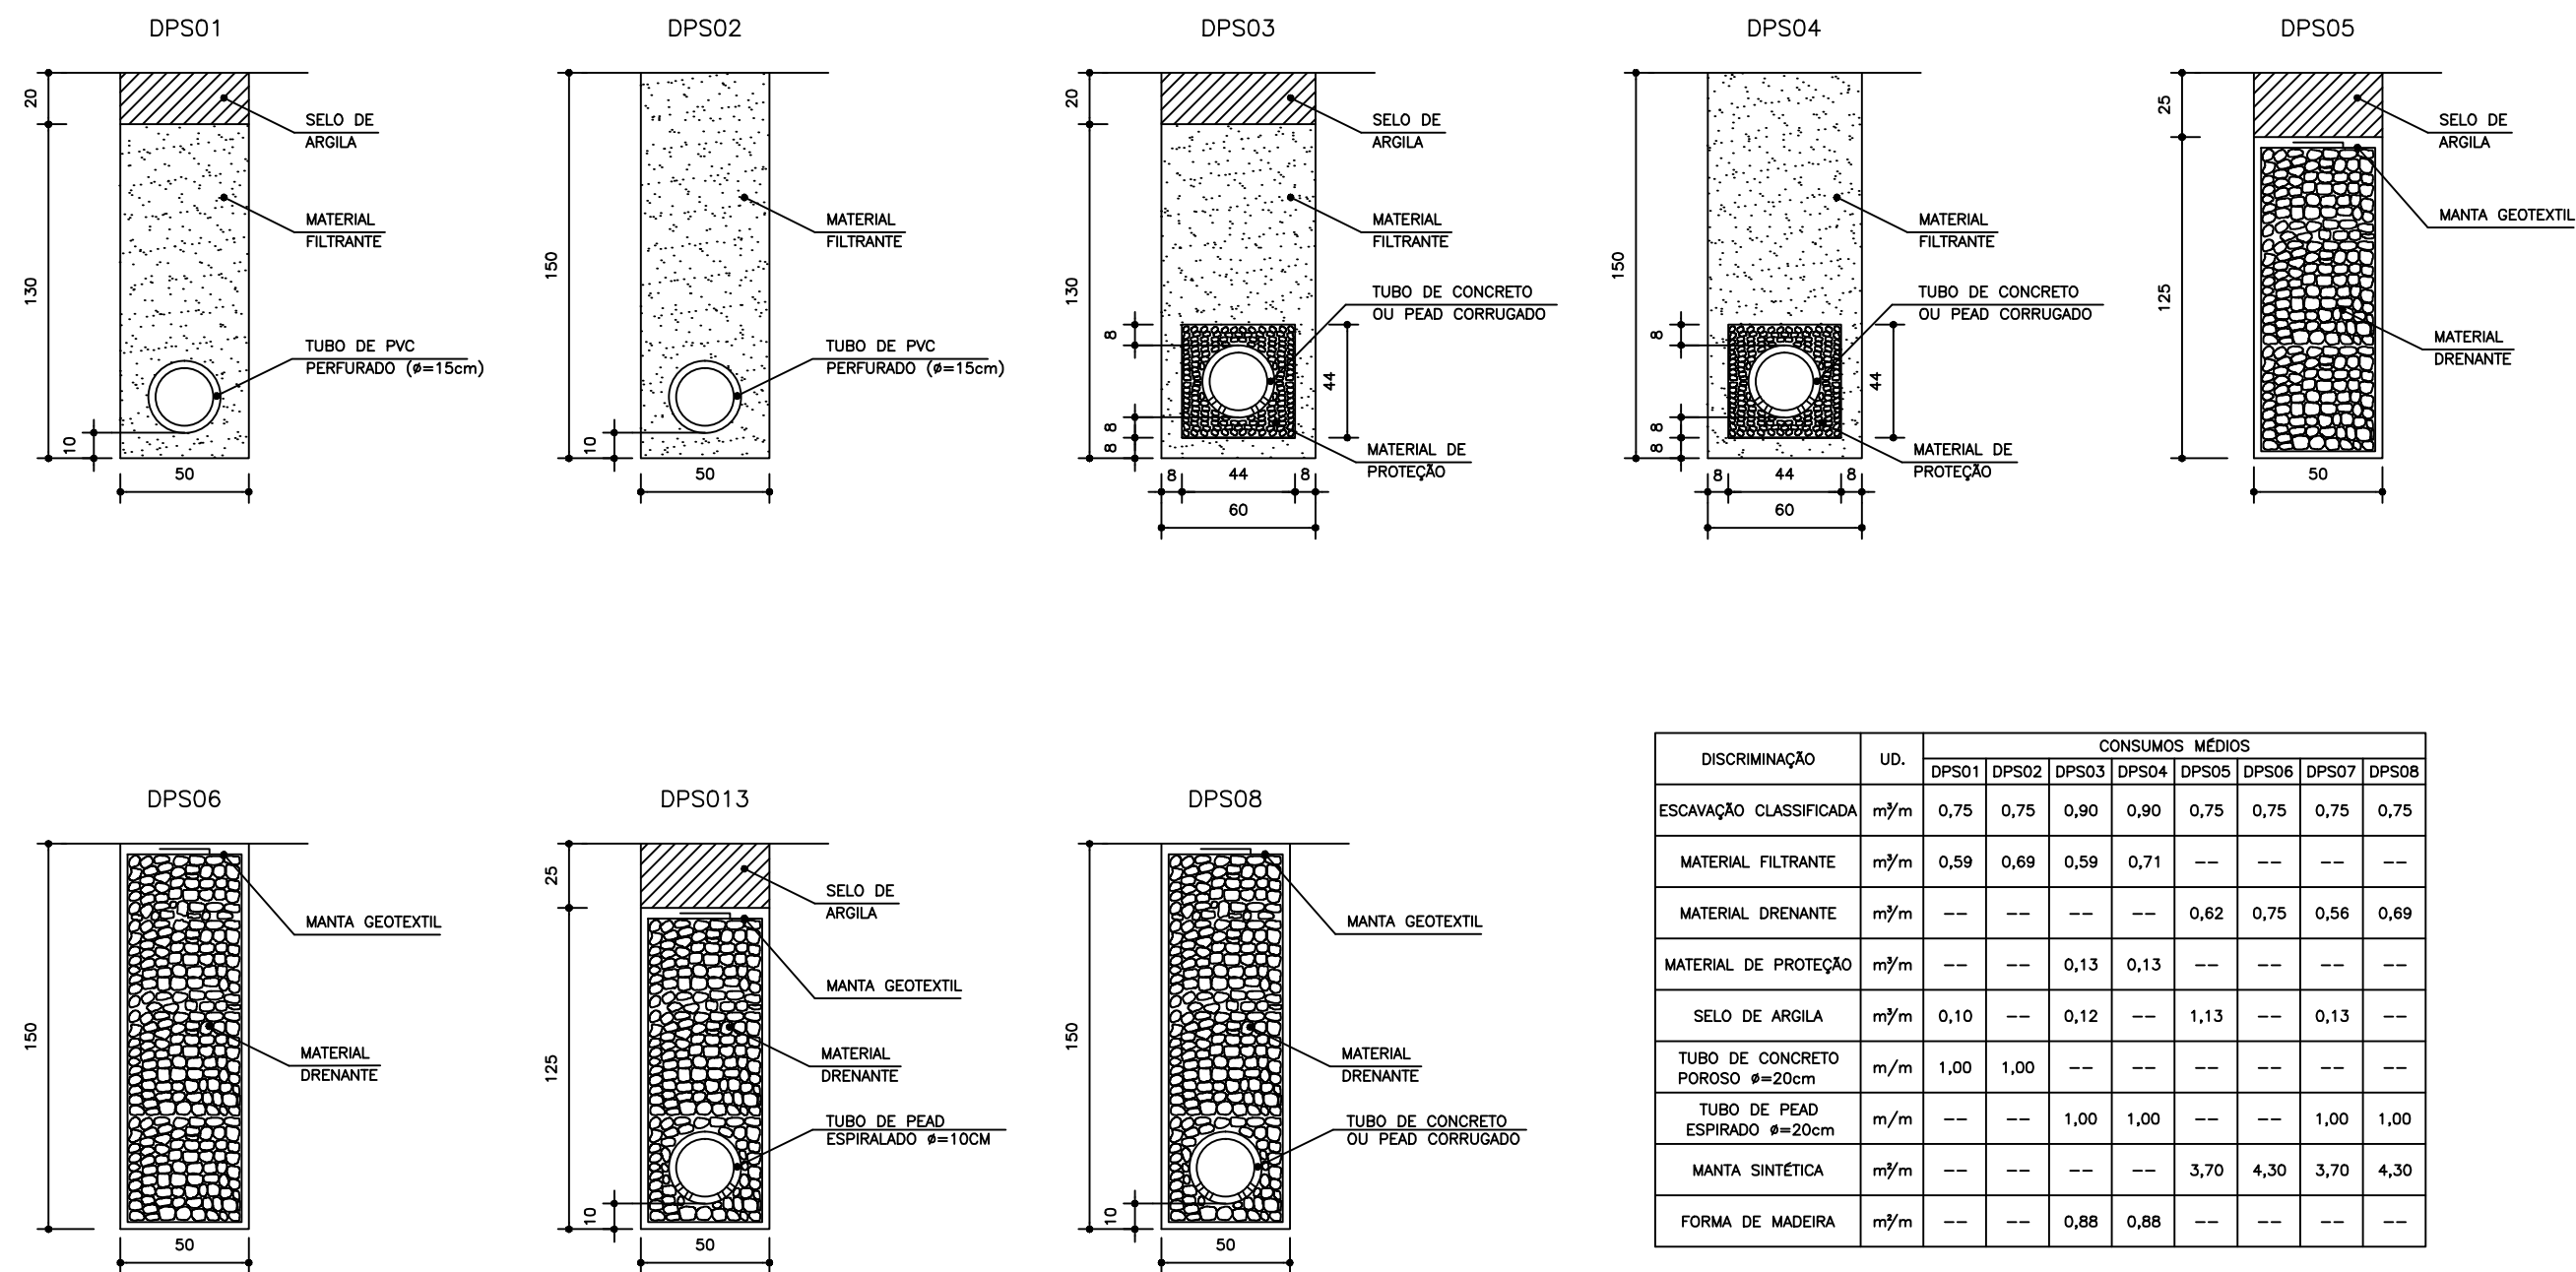 DPS01
20
130
10
50
SELO DE
ARGILA
MATERIAL
FILTRANTE
TUBO DE PVC
PERFURADO (ø=15cm)
DPS02
150
10
50
MATERIAL
FILTRANTE
TUBO DE PVC
PERFURADO (ø=15cm)
DPS03
20
130
8
8
8
44
8 44 8
60
SELO DE
ARGILA
MATERIAL
FILTRANTE
TUBO DE CONCRETO
OU PEAD CORRUGADO
MATERIAL DE
PROTEÇÃO
DPS04
150
8
8
8
44
8 44 8
60
MATERIAL
FILTRANTE
TUBO DE CONCRETO
OU PEAD CORRUGADO
MATERIAL DE
PROTEÇÃO
DPS05
25
125
50
SELO DE
ARGILA
MANTA GEOTEXTIL
MATERIAL
DRENANTE
DPS06
150
50
MANTA GEOTEXTIL
MATERIAL
DRENANTE
DPS013
25
125
10
50
SELO DE
ARGILA
MANTA GEOTEXTIL
MATERIAL
DRENANTE
TUBO DE PEAD
ESPIRALADO ø=10CM
DPS08
150
10
50
MANTA GEOTEXTIL
MATERIAL
DRENANTE
TUBO DE CONCRETO
OU PEAD CORRUGADO
DISCRIMINAÇÃO UD. CONSUMOS MÉDIOS
DPS01 DPS02 DPS03 DPS04 DPS05 DPS06 DPS07 DPS08
ESCAVAÇÃO CLASSIFICADA m³/m 0,75 0,75 0,90 0,90 0,75 0,75 0,75 0,75
MATERIAL FILTRANTE m³/m 0,59 0,69 0,59 0,71 -- -- -- --
MATERIAL DRENANTE m³/m -- -- -- -- 0,62 0,75 0,56 0,69
MATERIAL DE PROTEÇÃO m³/m -- -- 0,13 0,13 -- -- -- --
SELO DE ARGILA m³/m 0,10 -- 0,12 -- 1,13 -- 0,13 --
TUBO DE CONCRETO
POROSO ø=20cm m/m 1,00 1,00 -- -- -- -- -- --
TUBO DE PEAD
ESPIRADO ø=20cm m/m -- -- 1,00 1,00 -- -- 1,00 1,00
MANTA SINTÉTICA m²/m -- -- -- -- 3,70 4,30 3,70 4,30
FORMA DE MADEIRA m²/m -- -- 0,88 0,88 -- -- -- --